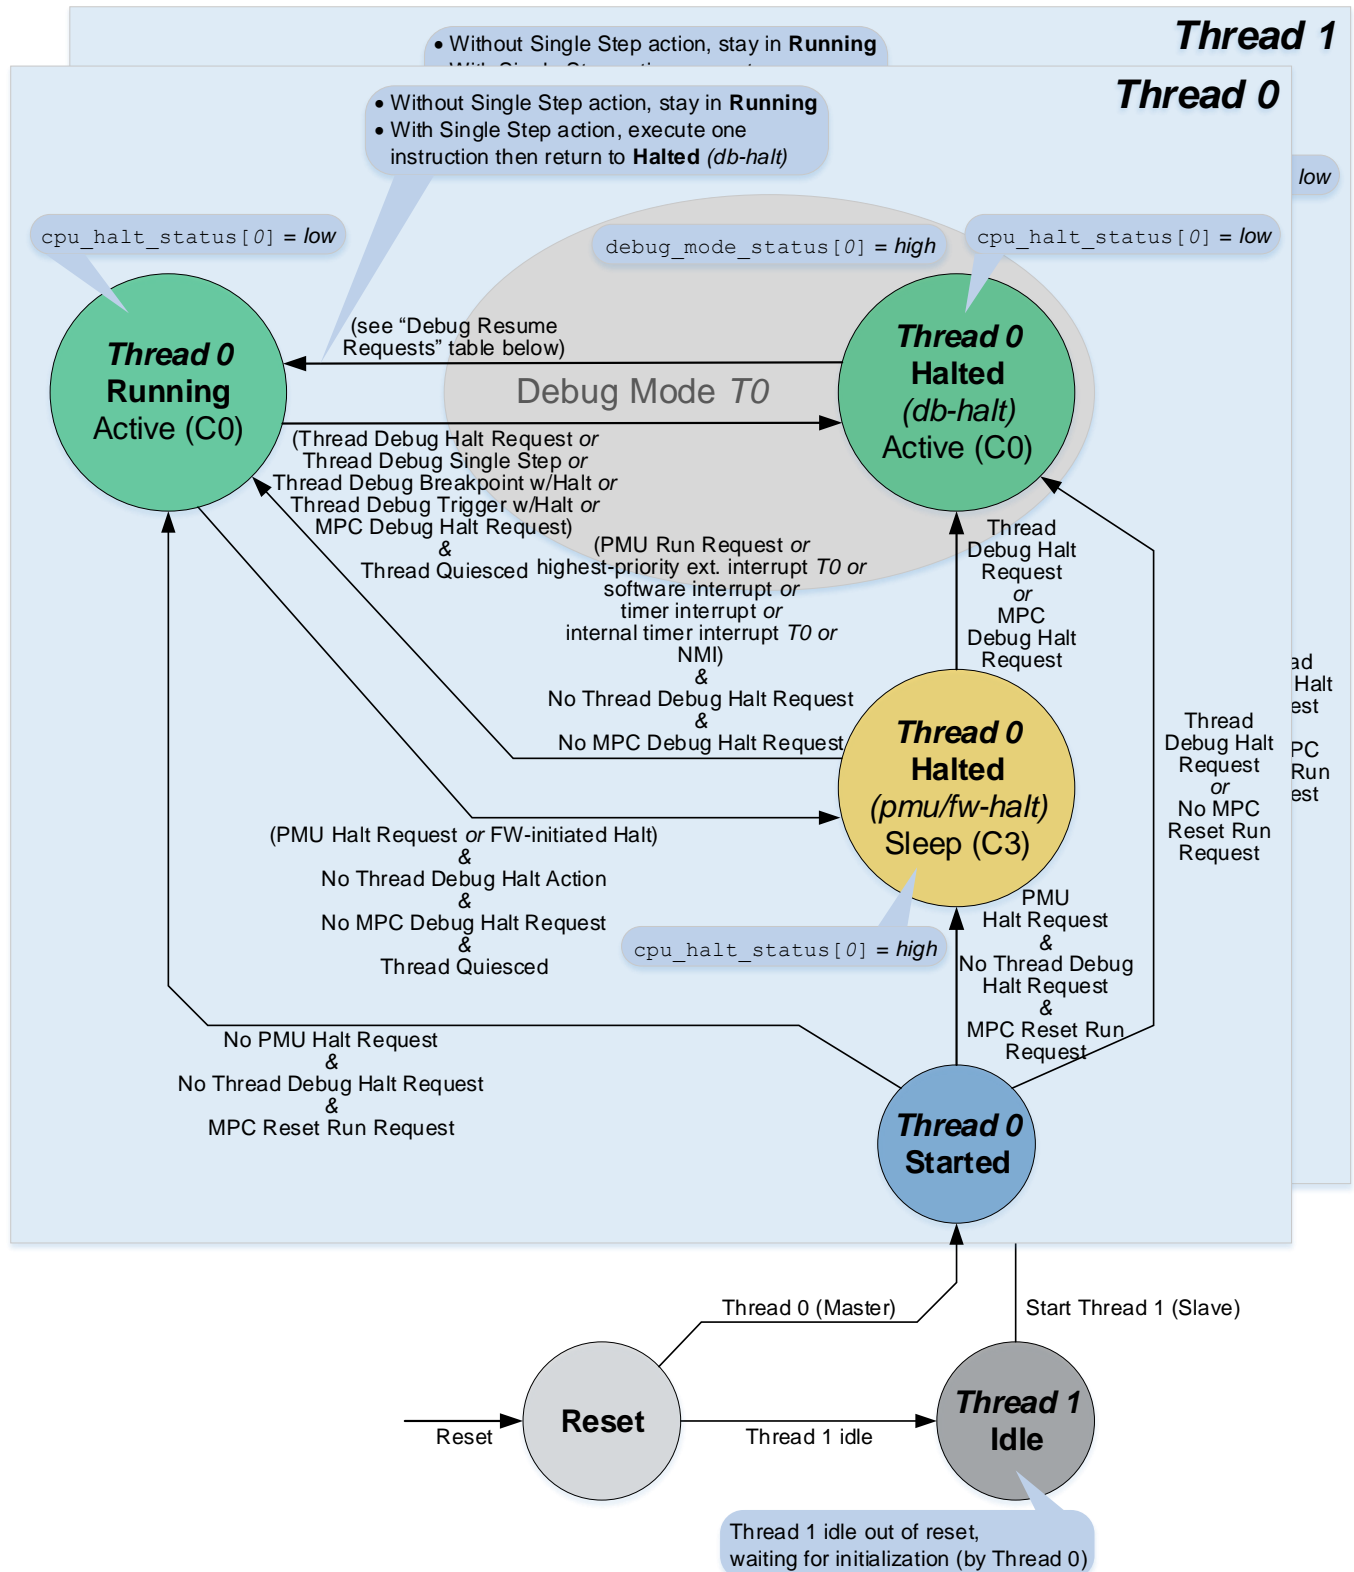 Thread 1
• Without Single Step action, stay in Running
Thread 0
• Without Single Step action, stay in Running
• With Single Step action, execute one
instruction then return to Halted (db-halt)
low
cpu_halt_status[0] = low
debug_mode_status[0] = high
cpu_halt_status[0] = low
(see “Debug Resume
Requests” table below)
Thread 0
Running
Active (C0)
Debug Mode T0
Thread 0
Halted
(db-halt)
Active (C0)
(Thread Debug Halt Request or
Thread Debug Single Step or
Thread Debug Breakpoint w/Halt or
Thread Debug Trigger w/Halt or
MPC Debug Halt Request)
&
Thread Quiesced
(PMU Run Request or
highest-priority ext. interrupt T0 or
software interrupt or
timer interrupt or
internal timer interrupt T0 or
NMI)
&
No Thread Debug Halt Request
&
No MPC Debug Halt Request
Thread
Debug Halt
Request
or
MPC
Debug Halt
Request
Thread 0
Halted
(pmu/fw-halt)
Sleep (C3)
Thread
Debug Halt
Request
or
No MPC
Reset Run
Request
ad
Halt
est
PC
Run
est
(PMU Halt Request or FW-initiated Halt)
&
No Thread Debug Halt Action
&
No MPC Debug Halt Request
&
Thread Quiesced
cpu_halt_status[0] = high
PMU
Halt Request
&
No Thread Debug
Halt Request
&
MPC Reset Run
Request
No PMU Halt Request
&
No Thread Debug Halt Request
&
MPC Reset Run Request
Thread 0
Started
Thread 0 (Master)
Start Thread 1 (Slave)
Reset
Reset
Thread 1 idle
Thread 1
Idle
Thread 1 idle out of reset,
waiting for initialization (by Thread 0)